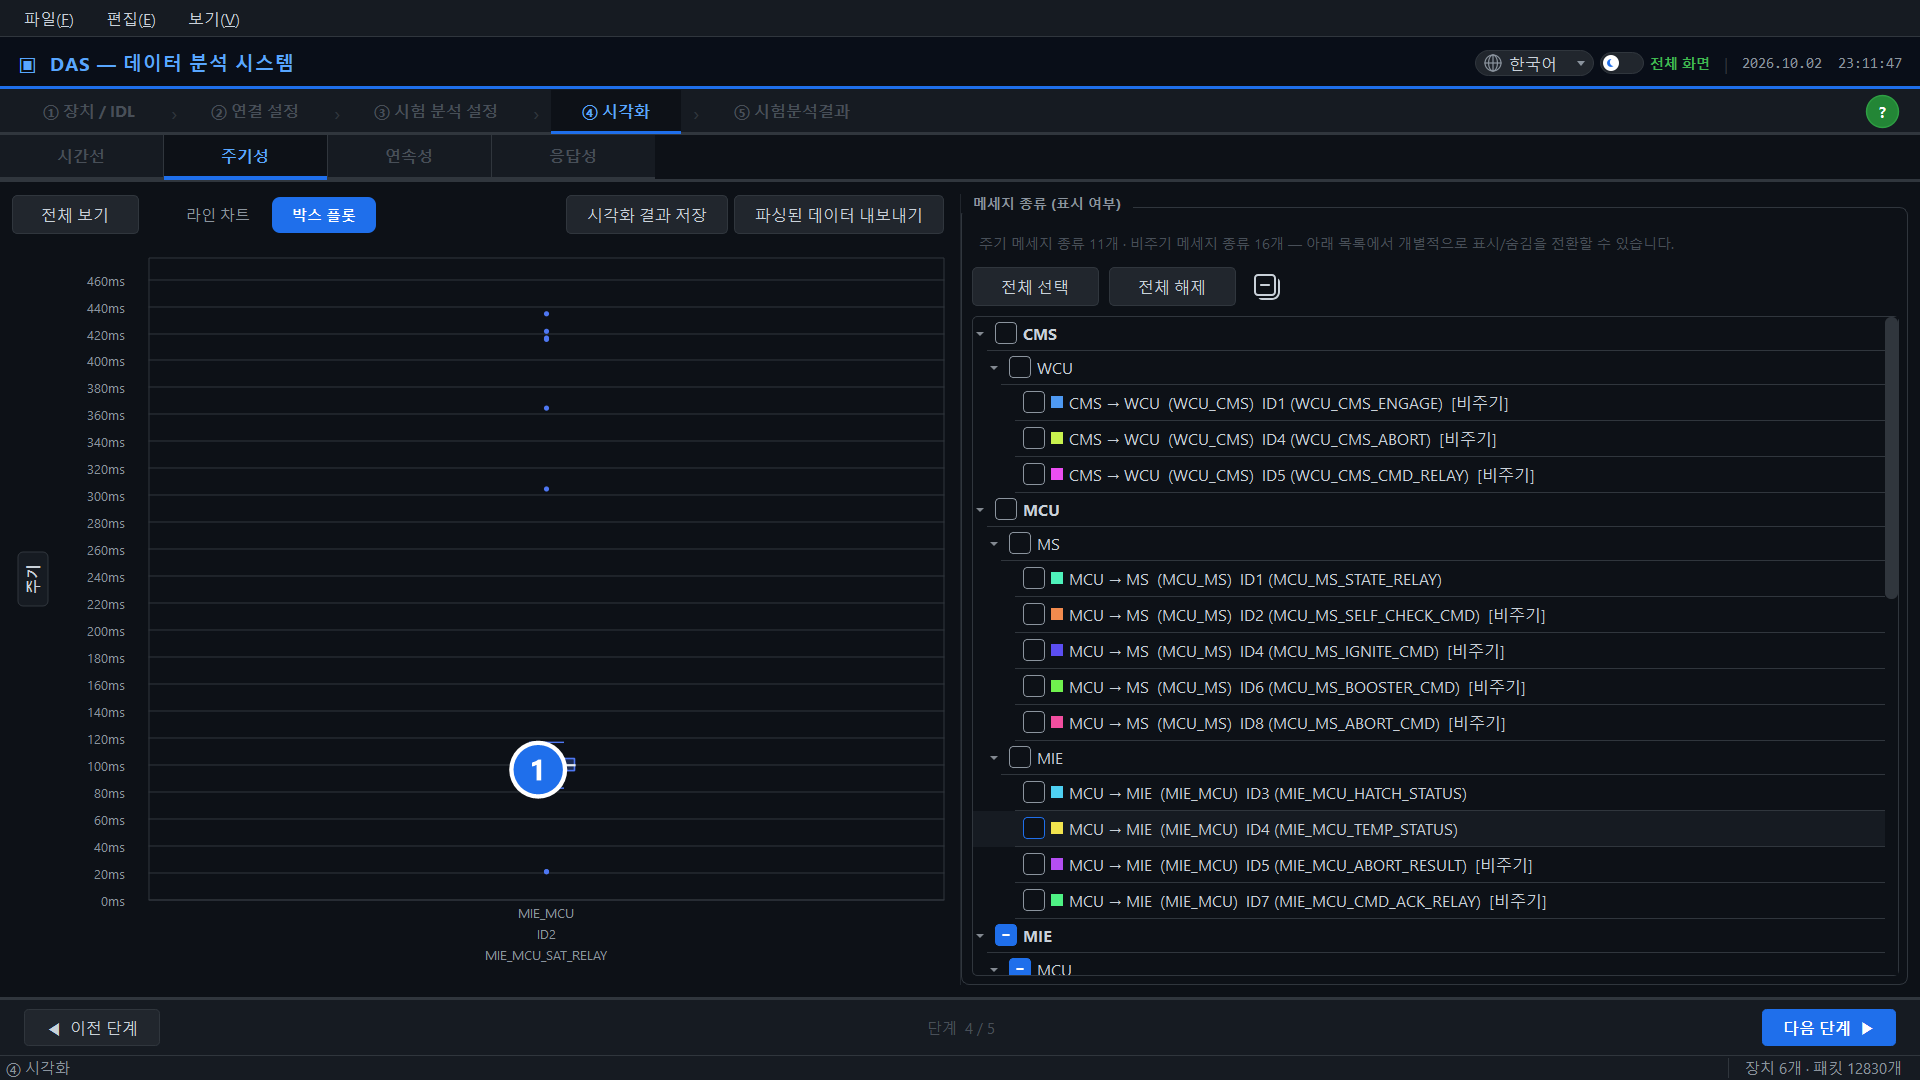 파일(F) 편집(E) 보기(V)
DAS — 데이터 분석 시스템
한국어
전체 화면
2026.10.02 23:11:47
① 장치 / IDL
② 연결 설정
③ 시험 분석 설정
④ 시각화
⑤ 시험분석결과
?
시간선
주기성
연속성
응답성
전체 보기
라인 차트
박스 플롯
시각화 결과 저장
파싱된 데이터 내보내기
460ms
440ms
420ms
400ms
380ms
360ms
340ms
320ms
300ms
280ms
260ms
240ms
220ms
200ms
180ms
160ms
140ms
120ms
100ms
80ms
60ms
40ms
20ms
0ms
주기
1
MIE_MCU
ID2
MIE_MCU_SAT_RELAY
메세지 종류 (표시 여부)
주기 메세지 종류 11개 · 비주기 메세지 종류 16개 — 아래 목록에서 개별적으로 표시/숨김을 전환할 수 있습니다.
전체 선택
전체 해제
CMS
WCU
CMS → WCU (WCU_CMS) ID1 (WCU_CMS_ENGAGE) [비주기]
CMS → WCU (WCU_CMS) ID4 (WCU_CMS_ABORT) [비주기]
CMS → WCU (WCU_CMS) ID5 (WCU_CMS_CMD_RELAY) [비주기]
MCU
MS
MCU → MS (MCU_MS) ID1 (MCU_MS_STATE_RELAY)
MCU → MS (MCU_MS) ID2 (MCU_MS_SELF_CHECK_CMD) [비주기]
MCU → MS (MCU_MS) ID4 (MCU_MS_IGNITE_CMD) [비주기]
MCU → MS (MCU_MS) ID6 (MCU_MS_BOOSTER_CMD) [비주기]
MCU → MS (MCU_MS) ID8 (MCU_MS_ABORT_CMD) [비주기]
MIE
MCU → MIE (MIE_MCU) ID3 (MIE_MCU_HATCH_STATUS)
MCU → MIE (MIE_MCU) ID4 (MIE_MCU_TEMP_STATUS)
MCU → MIE (MIE_MCU) ID5 (MIE_MCU_ABORT_RESULT) [비주기]
MCU → MIE (MIE_MCU) ID7 (MIE_MCU_CMD_ACK_RELAY) [비주기]
MIE
MCU
◀ 이전 단계
단계 4 / 5
다음 단계 ▶
④ 시각화
장치 6개 · 패킷 12830개